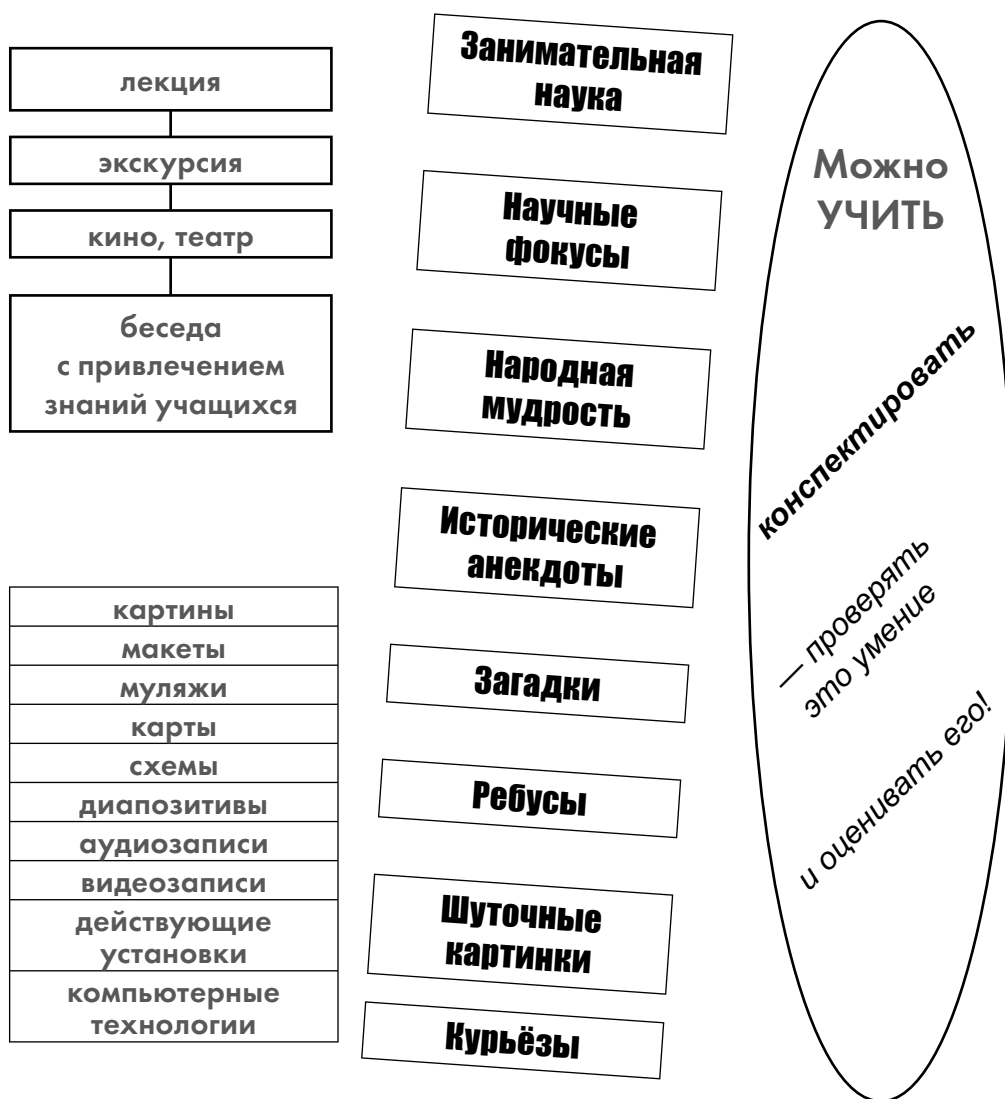 лекция
экскурсия
кино, театр
беседа
с привлечением
знаний учащихся
картины
макеты
муляжи
карты
схемы
диапозитивы
аудиозаписи
видеозаписи
действующие
установки
компьютерные
технологии
Занимательная
наука
Научные
фокусы
Народная
мудрость
Исторические
анекдоты
Загадки
Ребусы
Шуточные
картинки
Курьёзы
Можно
УЧИТЬ
конспектировать
— проверять
это умение
и оценивать его!